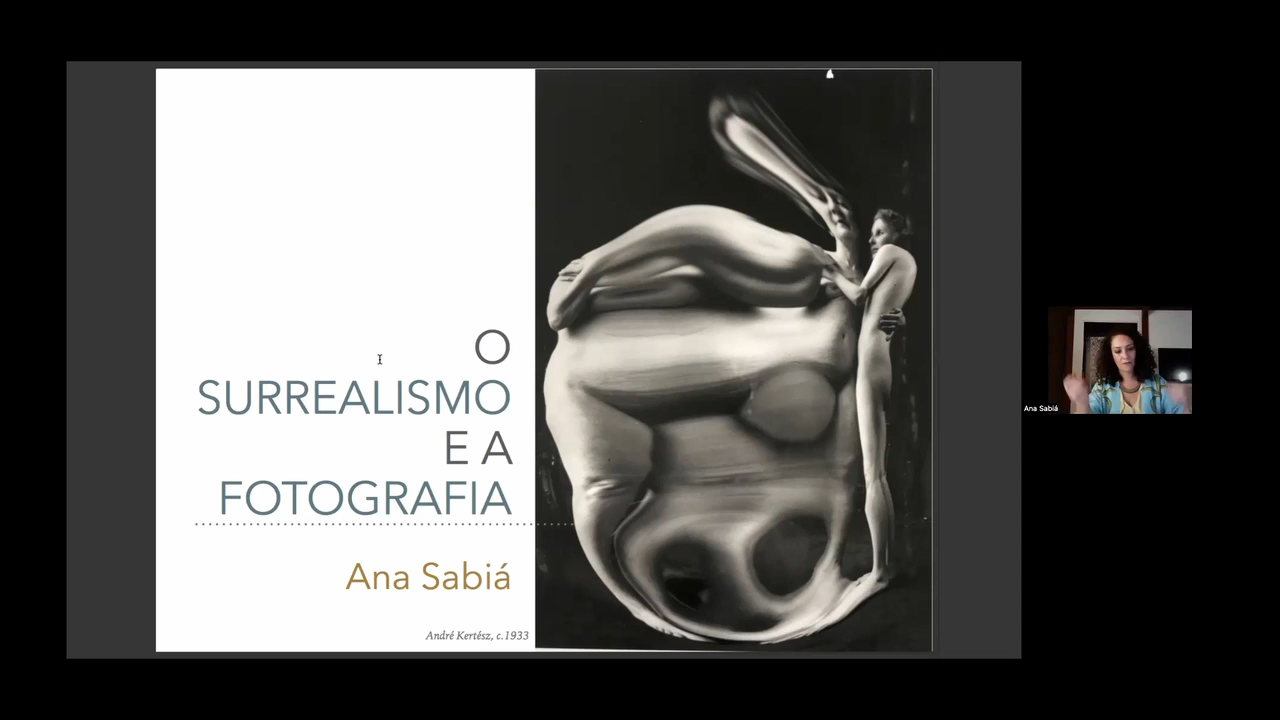 O
SURREALISMO
E A
FOTOGRAFIA
Ana Sabiá
André Kertész, c.1933
Ana Sabiá